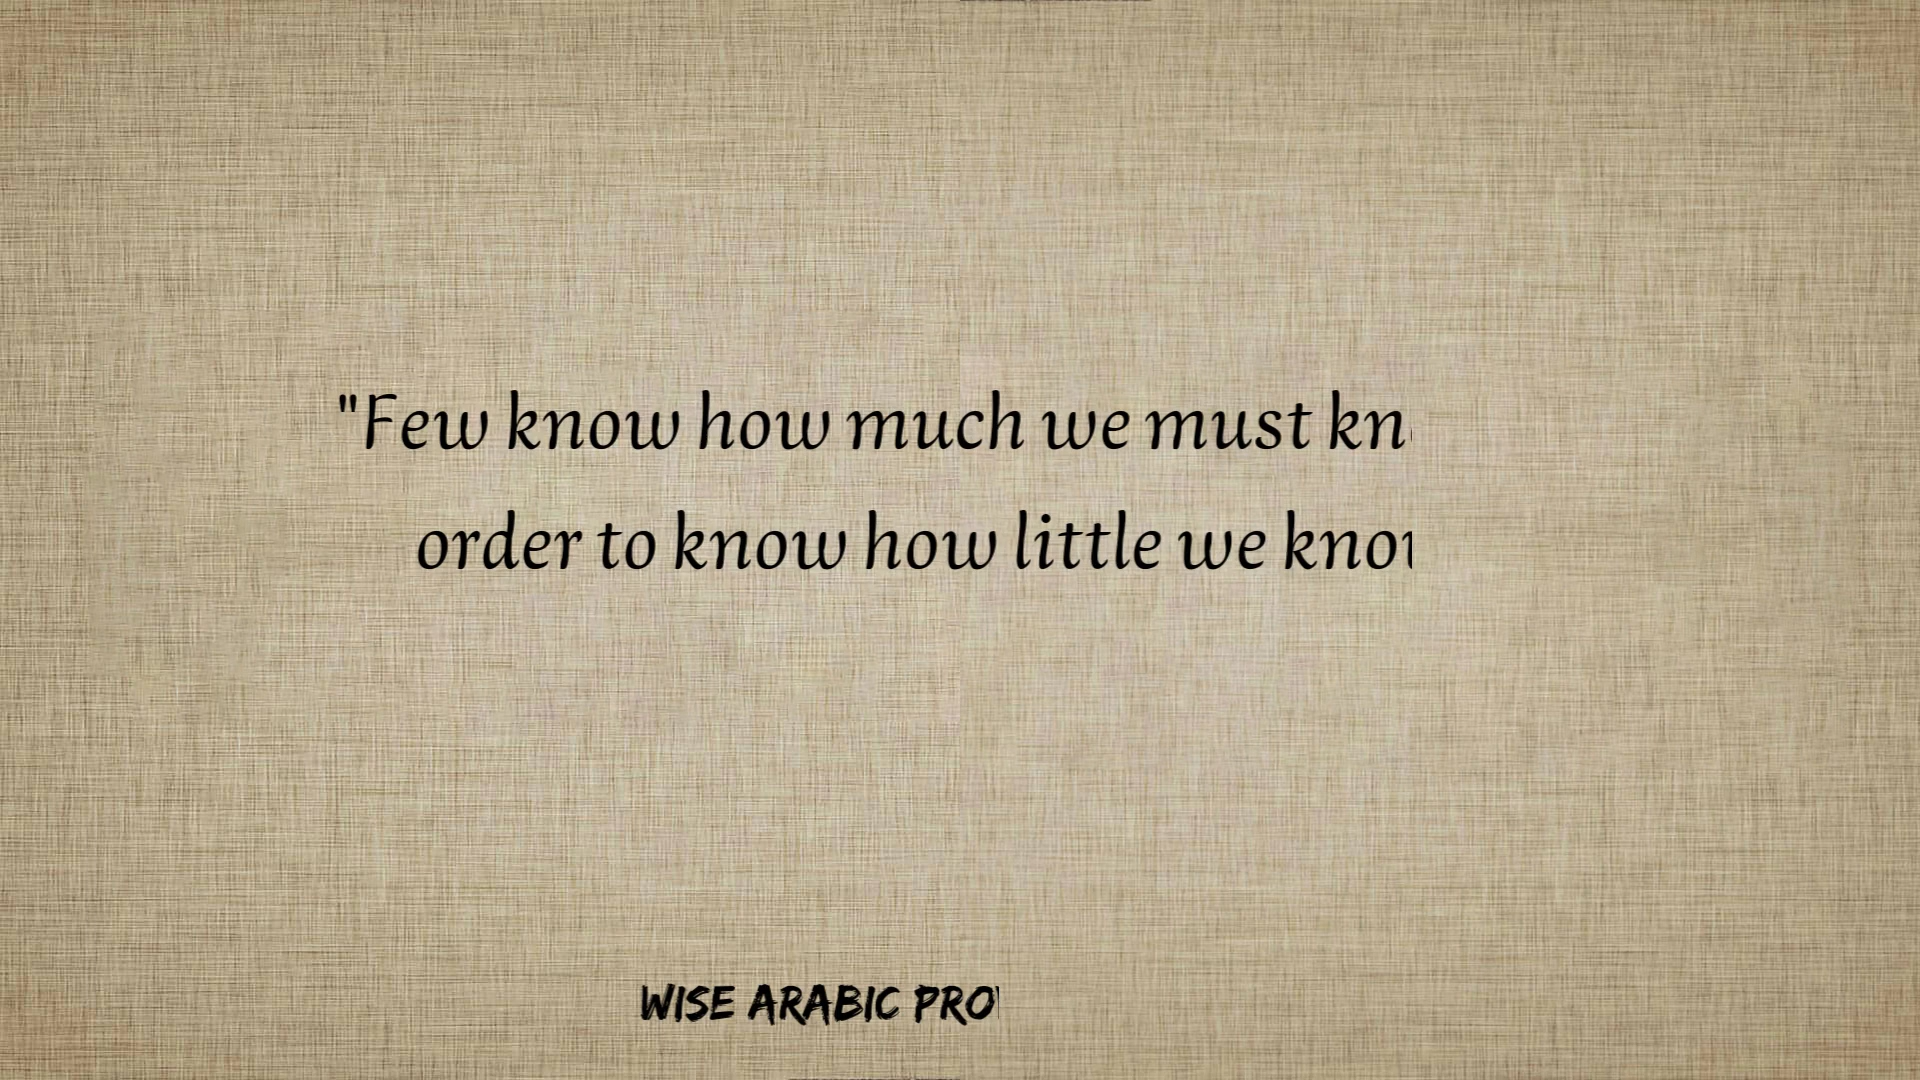 "Few know how much we must kn
order to know how little we kno
WISE ARABIC PRO